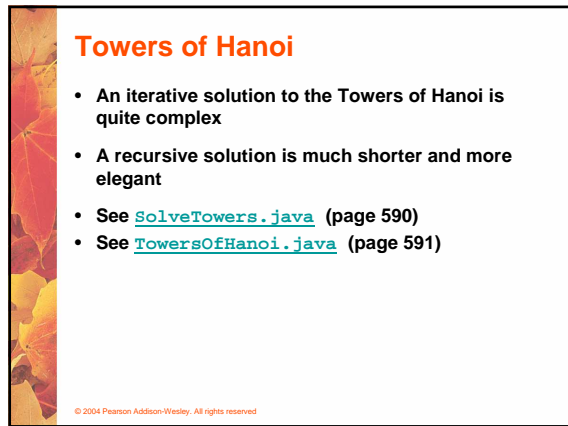 Towers of Hanoi
• An iterative solution to the Towers of Hanoi is
quite complex
• A recursive solution is much shorter and more
elegant
• See SolveTowers.java (page 590)
• See TowersOfHanoi.java (page 591)
© 2004 Pearson Addison-Wesley. All rights reserved